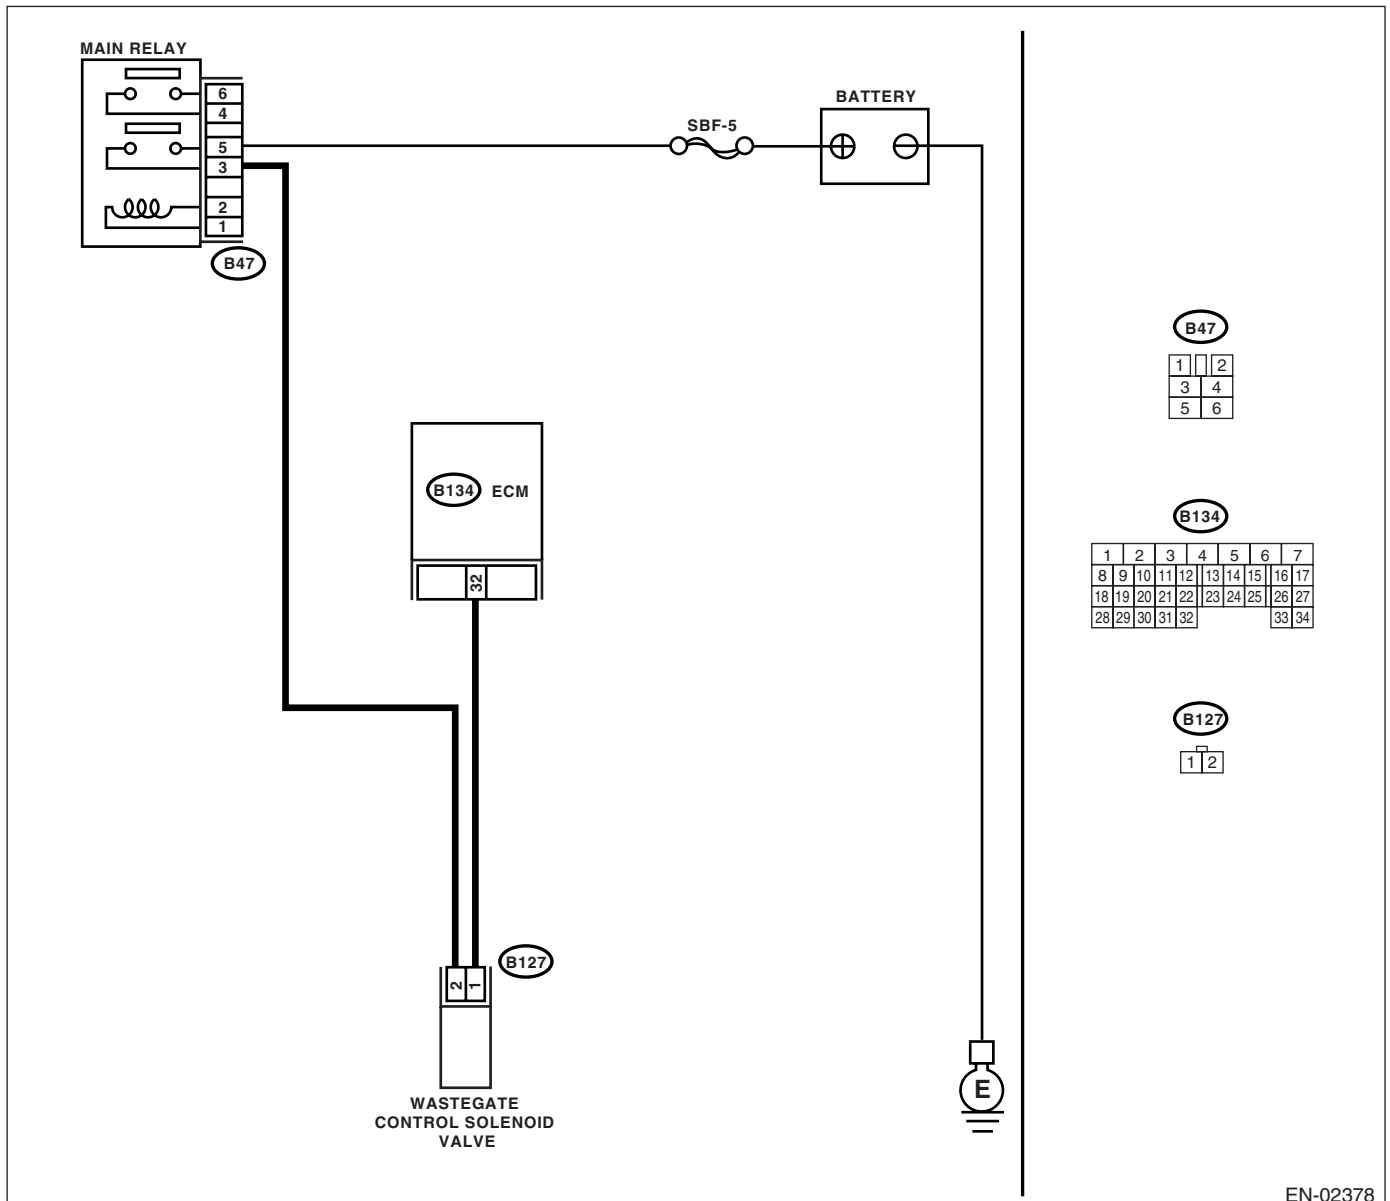 MAIN RELAY
6
4
5
3
2
1
B47
SBF-5
BATTERY
B134 ECM
32
B127
2 1
WASTEGATE
CONTROL SOLENOID
VALVE
E
B47
1 2
3 4
5 6
B134
1 2 3 4 5 6 7
8 9 10 11 12 13 14 15 16 17
18 19 20 21 22 23 24 25 26 27
28 29 30 31 32 33 34
B127
1 2
EN-02378